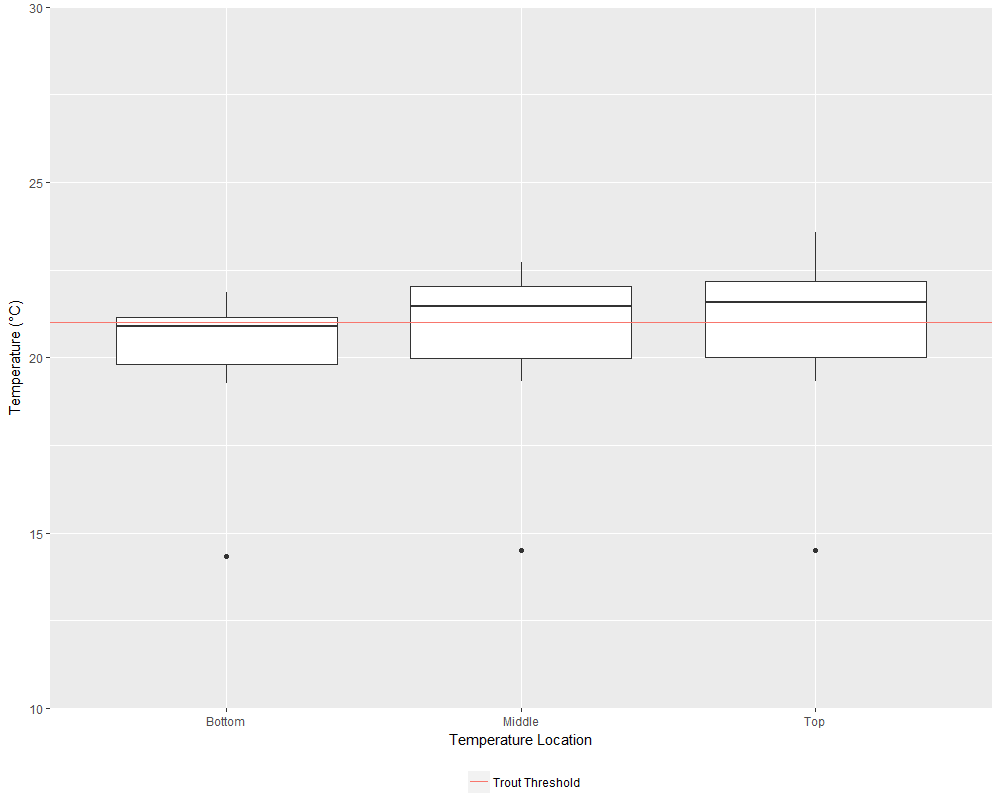 30
25
20
15
10
Temperature (°C)
Bottom Middle Top
Temperature Location
Trout Threshold